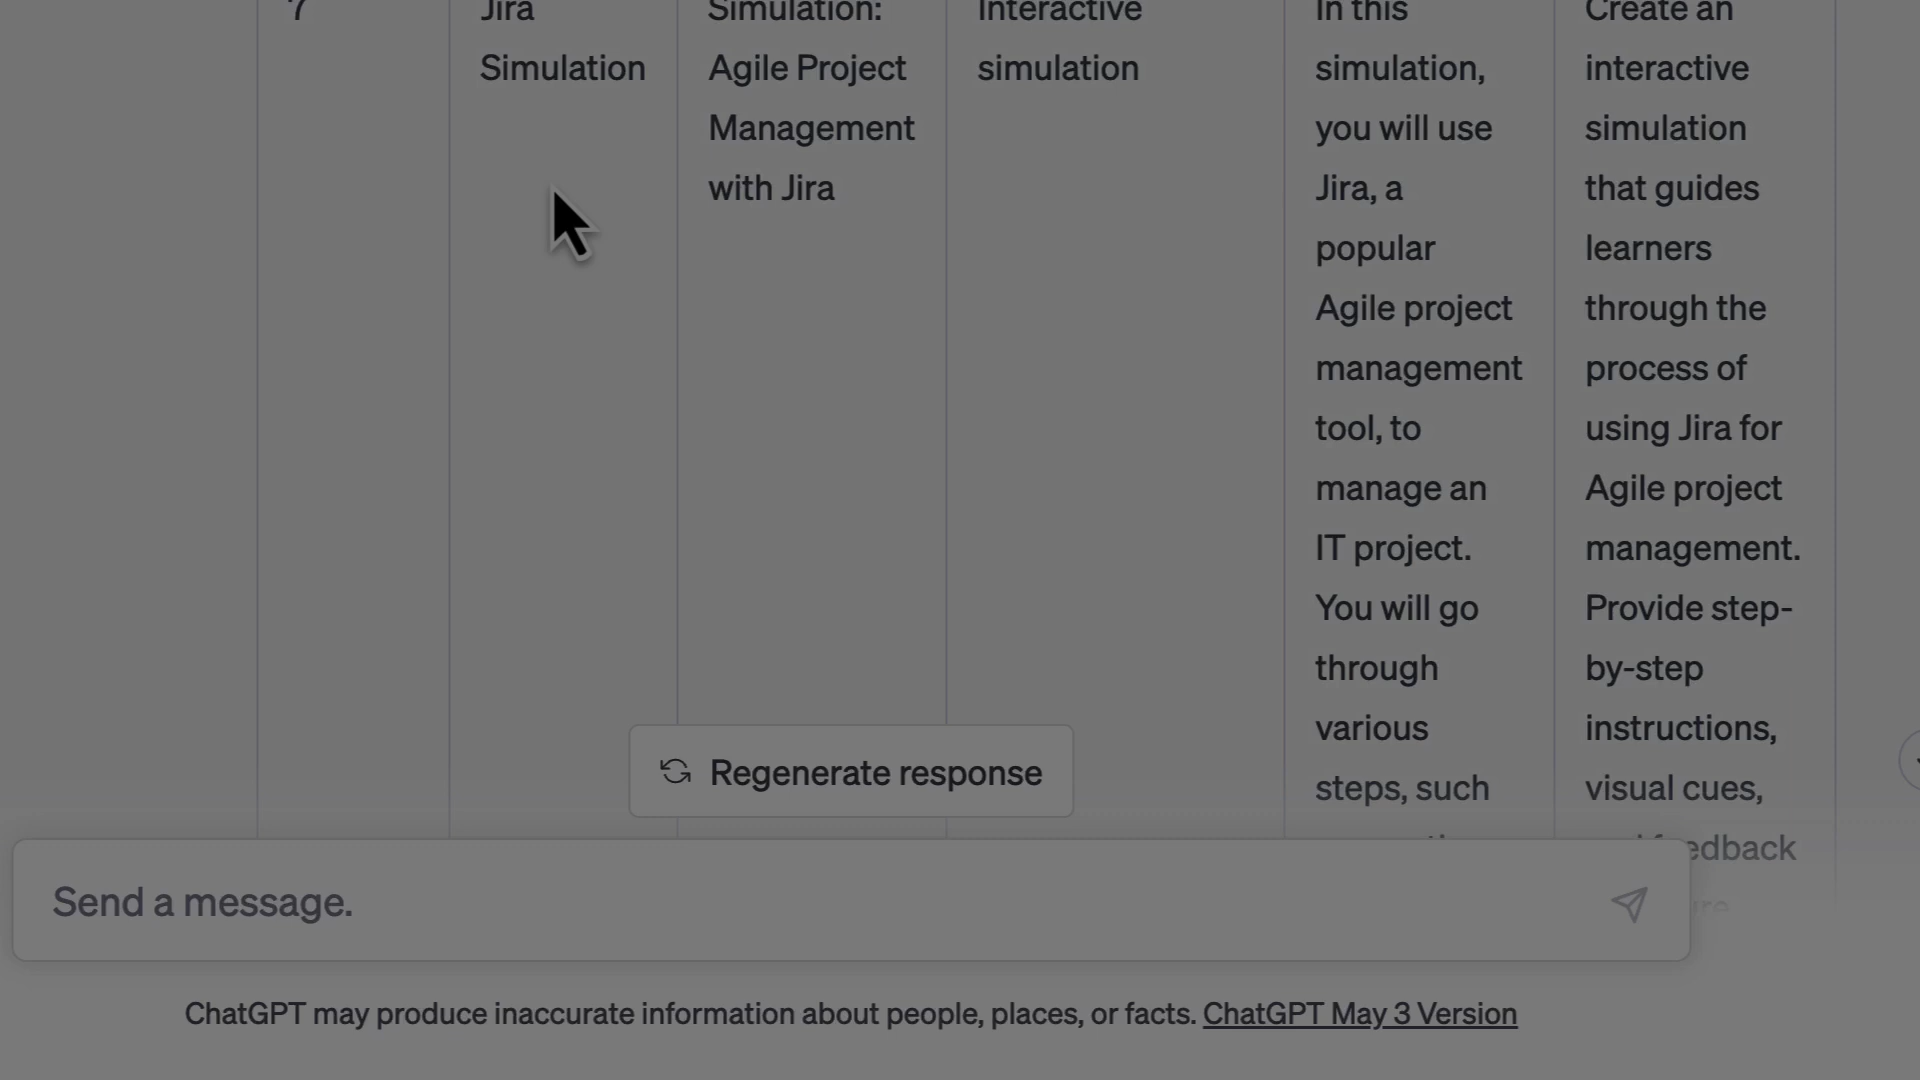 7
Jira
Simulation
Simulation:
Agile Project
Management
with Jira
Interactive
simulation
In this
simulation,
you will use
Jira, a
popular
Agile project
management
tool, to
manage an
IT project.
You will go
through
various
steps, such
Create an
interactive
simulation
that guides
learners
through the
process of
using Jira for
Agile project
management.
Provide step-
by-step
instructions,
visual cues,
Regenerate response
Send a message.
ChatGPT may produce inaccurate information about people, places, or facts. ChatGPT May 3 Version